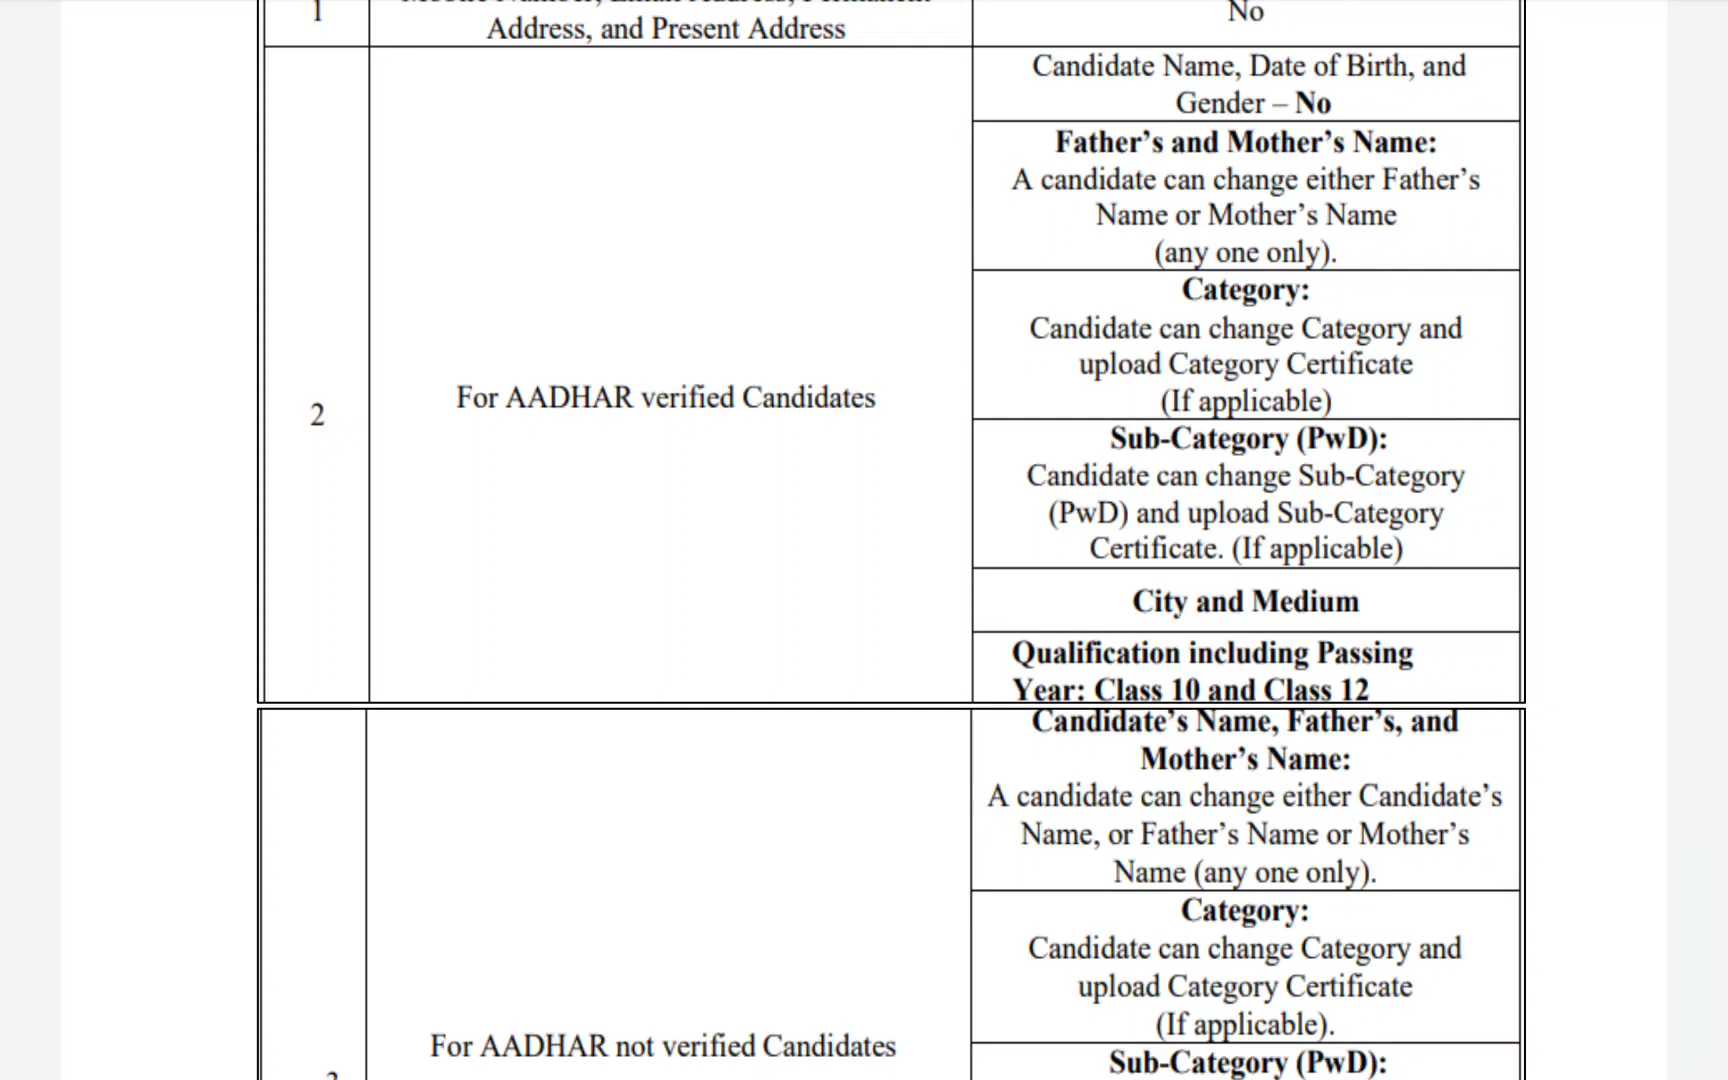 1
Address, and Present Address
No
2
For AADHAR verified Candidates
Candidate Name, Date of Birth, and
Gender – No
Father’s and Mother’s Name:
A candidate can change either Father’s
Name or Mother’s Name
(any one only).
Category:
Candidate can change Category and
upload Category Certificate
(If applicable)
Sub-Category (PwD):
Candidate can change Sub-Category
(PwD) and upload Sub-Category
Certificate. (If applicable)
City and Medium
Qualification including Passing
Year: Class 10 and Class 12
For AADHAR not verified Candidates
Candidate’s Name, Father’s, and
Mother’s Name:
A candidate can change either Candidate’s
Name, or Father’s Name or Mother’s
Name (any one only).
Category:
Candidate can change Category and
upload Category Certificate
(If applicable).
Sub-Category (PwD):